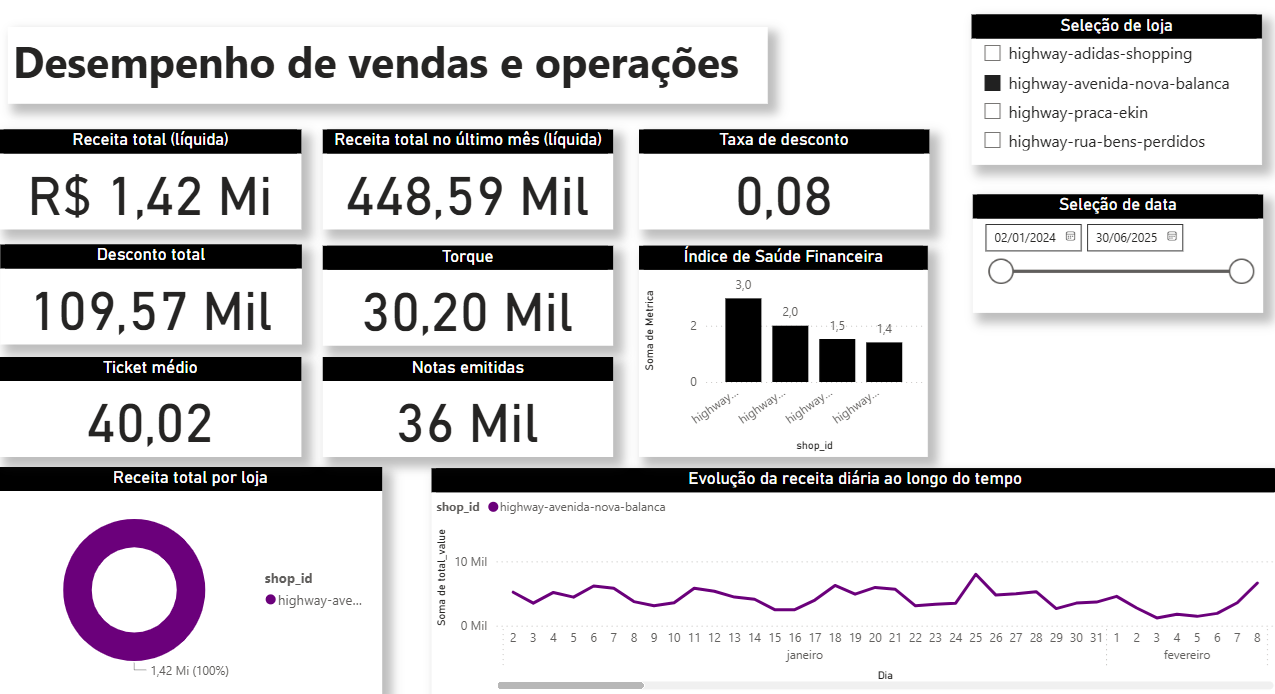 Desempenho de vendas e operações
Seleção de loja
highway-adidas-shopping
highway-avenida-nova-balanca
highway-praca-ekin
highway-rua-bens-perdidos
Receita total (líquida)
R$ 1,42 Mi
Receita total no último mês (líquida)
448,59 Mil
Taxa de desconto
0,08
Seleção de data
02/01/2024
30/06/2025
Desconto total
109,57 Mil
Torque
30,20 Mil
Índice de Saúde Financeira
Soma de Metrica
3,0
2,0
1,5
1,4
2
0
highway...
highway...
highway...
highway...
shop_id
Ticket médio
40,02
Notas emitidas
36 Mil
Receita total por loja
shop_id
highway-ave...
1,42 Mi (100%)
Evolução da receita diária ao longo do tempo
shop_id highway-avenida-nova-balanca
Soma de total_value
10 Mil
0 Mil
2 3 4 5 6 7 8 9 10 11 12 13 14 15 16 17 18 19 20 21 22 23 24 25 26 27 28 29 30 31 1 2 3 4 5 6 7 8
janeiro fevereiro
Dia